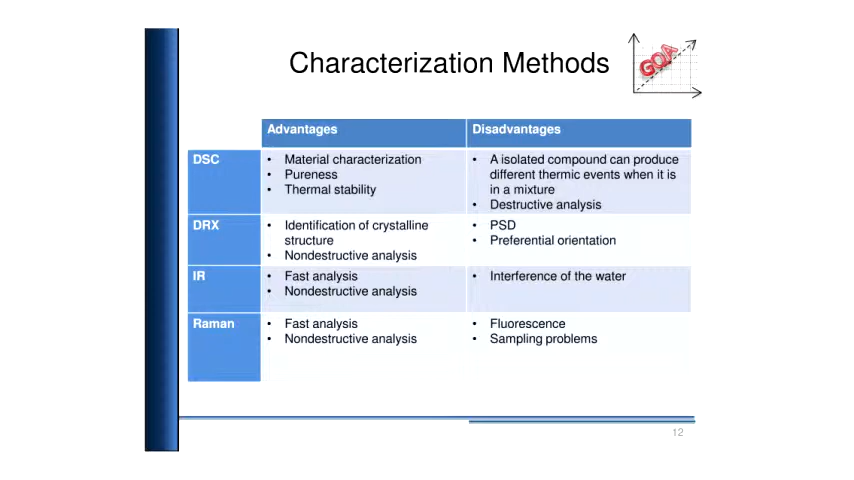 Characterization Methods
GOA
Advantages Disadvantages
DSC
• Material characterization
• Pureness
• Thermal stability
• A isolated compound can produce
different thermic events when it is
in a mixture
• Destructive analysis
DRX
• Identification of crystalline
structure
• Nondestructive analysis
• PSD
• Preferential orientation
IR
• Fast analysis
• Nondestructive analysis
• Interference of the water
Raman
• Fast analysis
• Nondestructive analysis
• Fluorescence
• Sampling problems
12